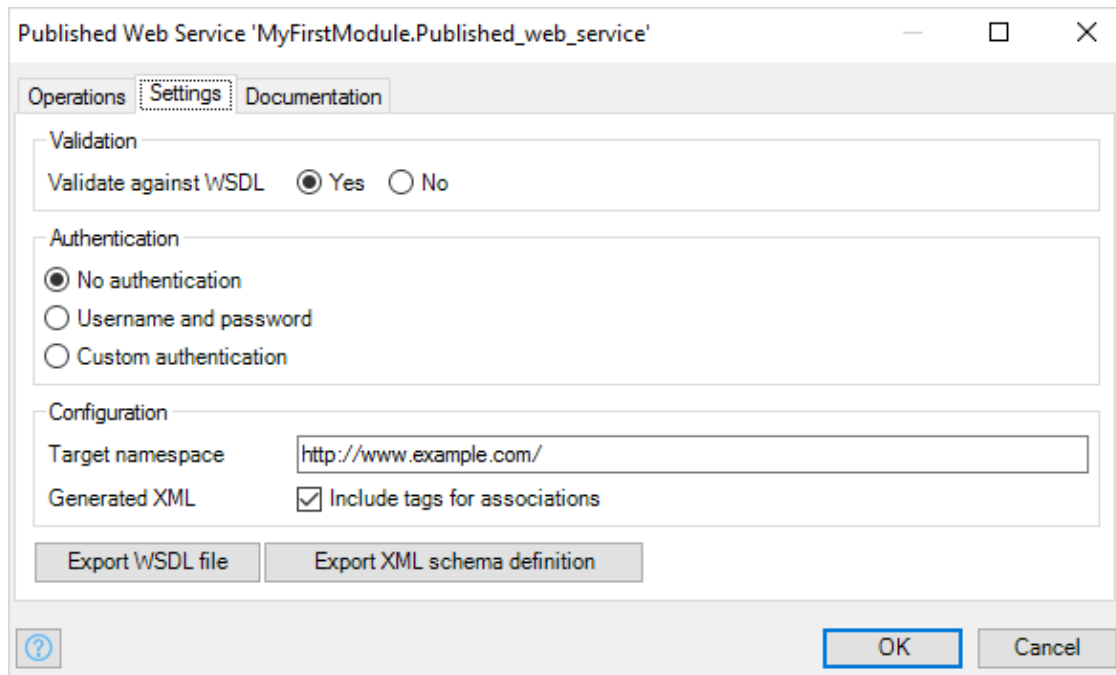 Published Web Service 'MyFirstModule.Published_web_service'
Operations Settings Documentation
Validation
Validate against WSDL Yes No
Authentication
No authentication
Username and password
Custom authentication
Configuration
Target namespace http://www.example.com/
Generated XML Include tags for associations
Export WSDL file Export XML schema definition
? OK Cancel